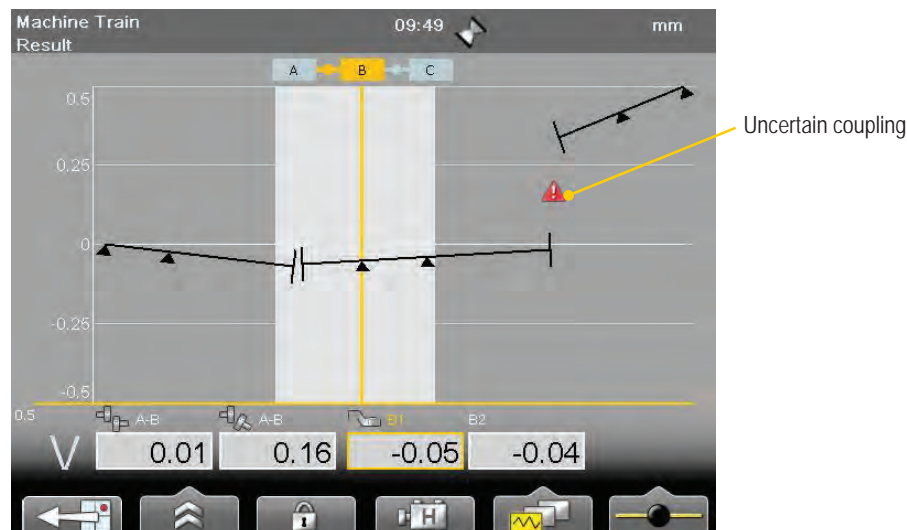 Machine Train 09:49 mm
Result
A B C
0.5
0.25
Uncertain coupling
0
-0.25
-0.5
0.5 A-B A-B B1 B2
V 0.01 0.16 -0.05 -0.04
H